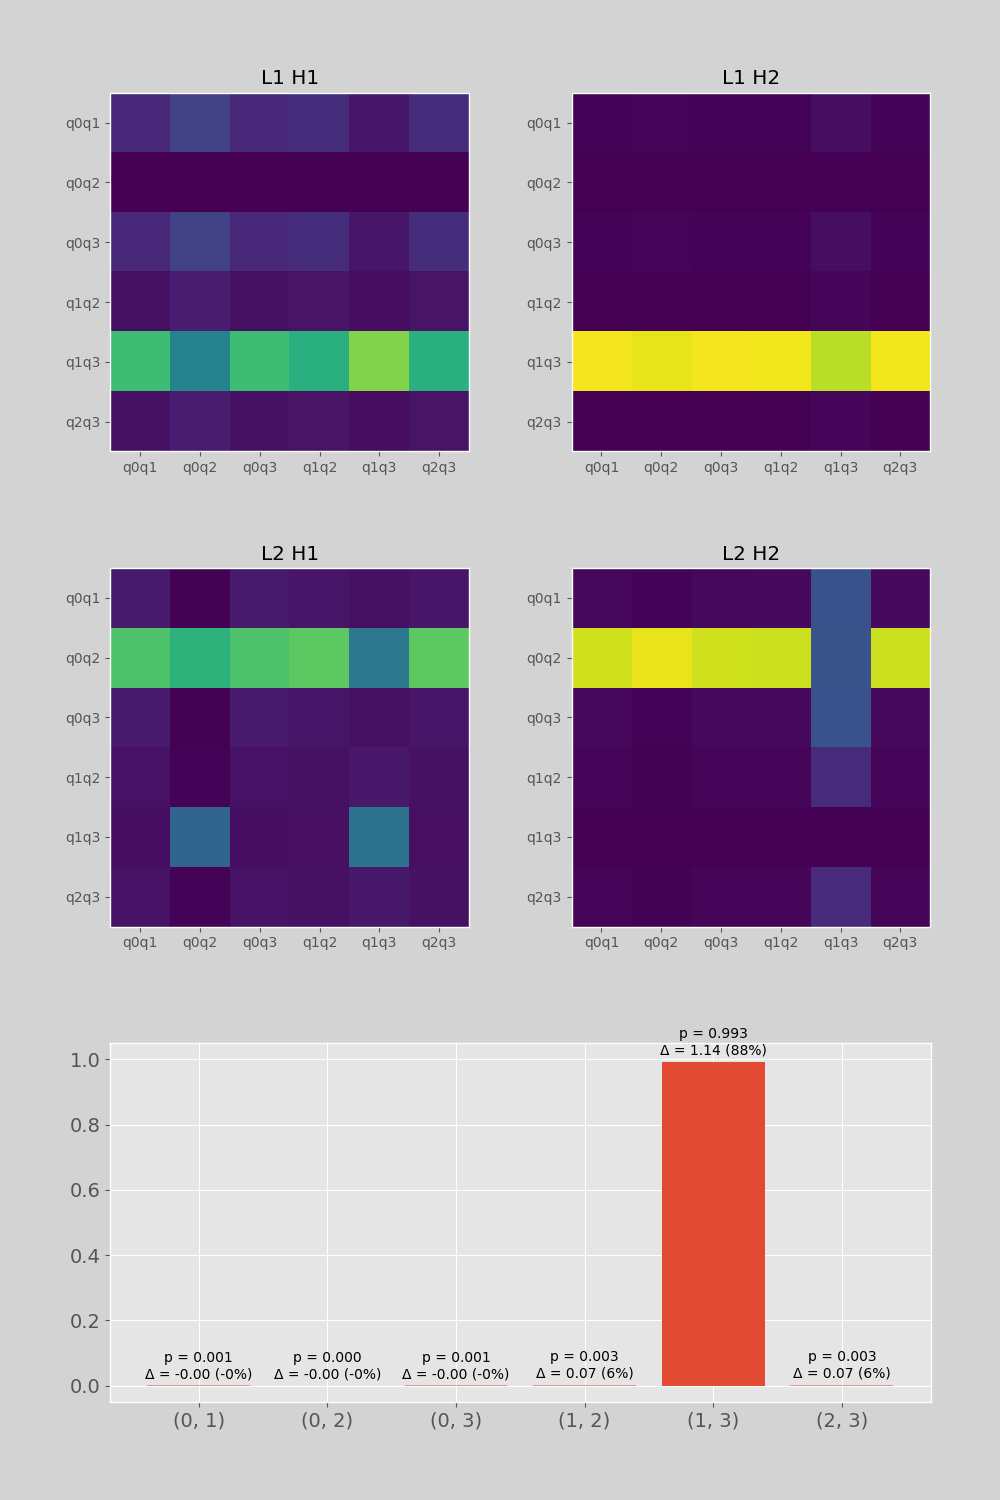 L1 H1
L1 H2
q0q1
q0q2
q0q3
q1q2
q1q3
q2q3
q0q1 q0q2 q0q3 q1q2 q1q3 q2q3
q0q1
q0q2
q0q3
q1q2
q1q3
q2q3
q0q1 q0q2 q0q3 q1q2 q1q3 q2q3
L2 H1
L2 H2
q0q1
q0q2
q0q3
q1q2
q1q3
q2q3
q0q1 q0q2 q0q3 q1q2 q1q3 q2q3
q0q1
q0q2
q0q3
q1q2
q1q3
q2q3
q0q1 q0q2 q0q3 q1q2 q1q3 q2q3
1.0
0.8
0.6
0.4
0.2
0.0
p = 0.001
Δ = -0.00 (-0%)
p = 0.000
Δ = -0.00 (-0%)
p = 0.001
Δ = -0.00 (-0%)
p = 0.003
Δ = 0.07 (6%)
p = 0.993
Δ = 1.14 (88%)
p = 0.003
Δ = 0.07 (6%)
(0, 1) (0, 2) (0, 3) (1, 2) (1, 3) (2, 3)